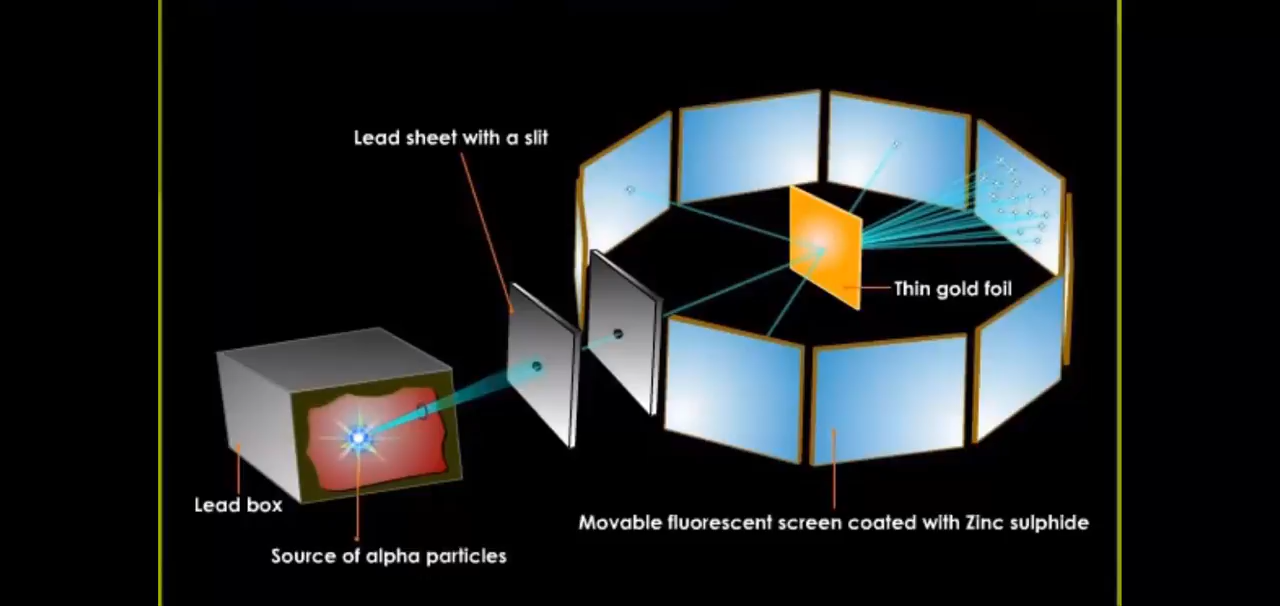 Lead sheet with a slit
Thin gold foil
Lead box
Movable fluorescent screen coated with Zinc sulphide
Source of alpha particles